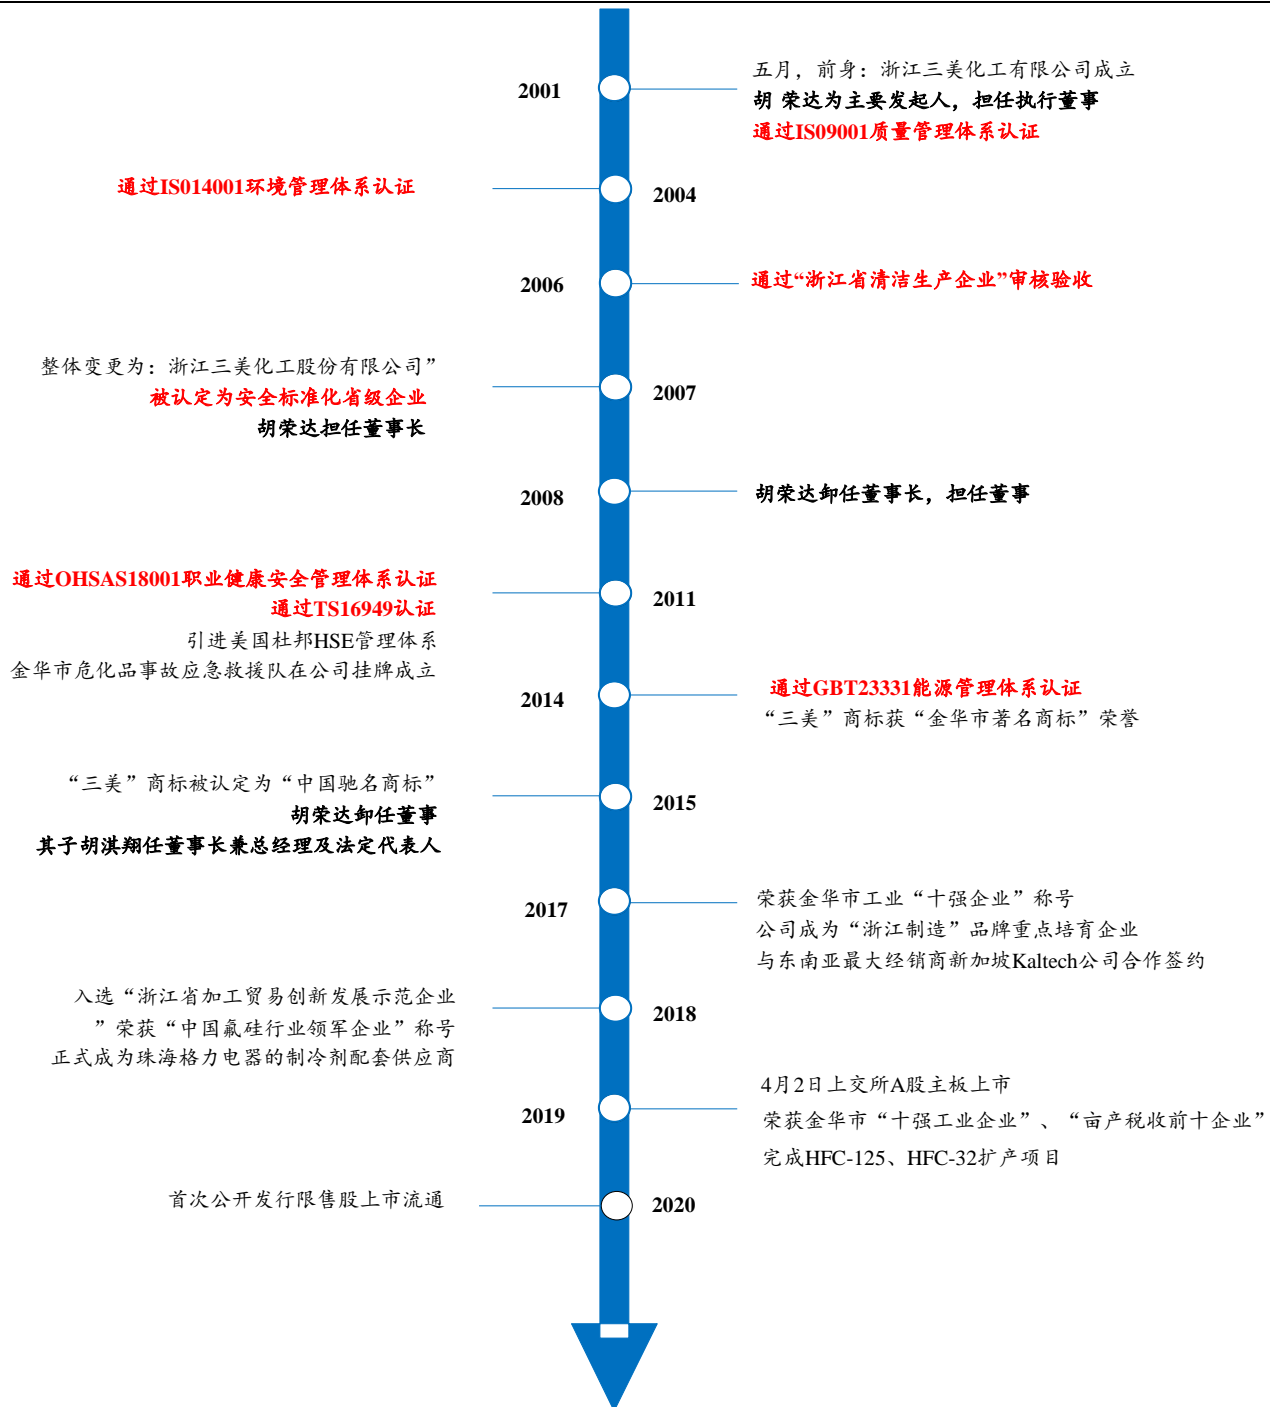 2001
五月，前身：浙江三美化工有限公司成立
胡 荣达为主要发起人，担任执行董事
通过IS09001质量管理体系认证
通过IS014001环境管理体系认证
2004
2006
通过“浙江省清洁生产企业”审核验收
整体变更为：浙江三美化工股份有限公司”
被认定为安全标准化省级企业
胡荣达担任董事长
2007
2008
胡荣达卸任董事长，担任董事
通过OHSAS18001职业健康安全管理体系认证
通过TS16949认证
引进美国杜邦HSE管理体系
金华市危化品事故应急救援队在公司挂牌成立
2011
2014
通过GBT23331能源管理体系认证
“三美”商标获“金华市著名商标”荣誉
“三美”商标被认定为“中国驰名商标”
胡荣达卸任董事
其子胡淇翔任董事长兼总经理及法定代表人
2015
2017
荣获金华市工业“十强企业”称号
公司成为“浙江制造”品牌重点培育企业
与东南亚最大经销商新加坡Kaltech公司合作签约
入选“浙江省加工贸易创新发展示范企业
”荣获“中国氟硅行业领军企业”称号
正式成为珠海格力电器的制冷剂配套供应商
2018
2019
4月2日上交所A股主板上市
荣获金华市“十强工业企业”、“亩产税收前十企业”
完成HFC-125、HFC-32扩产项目
首次公开发行限售股上市流通
2020